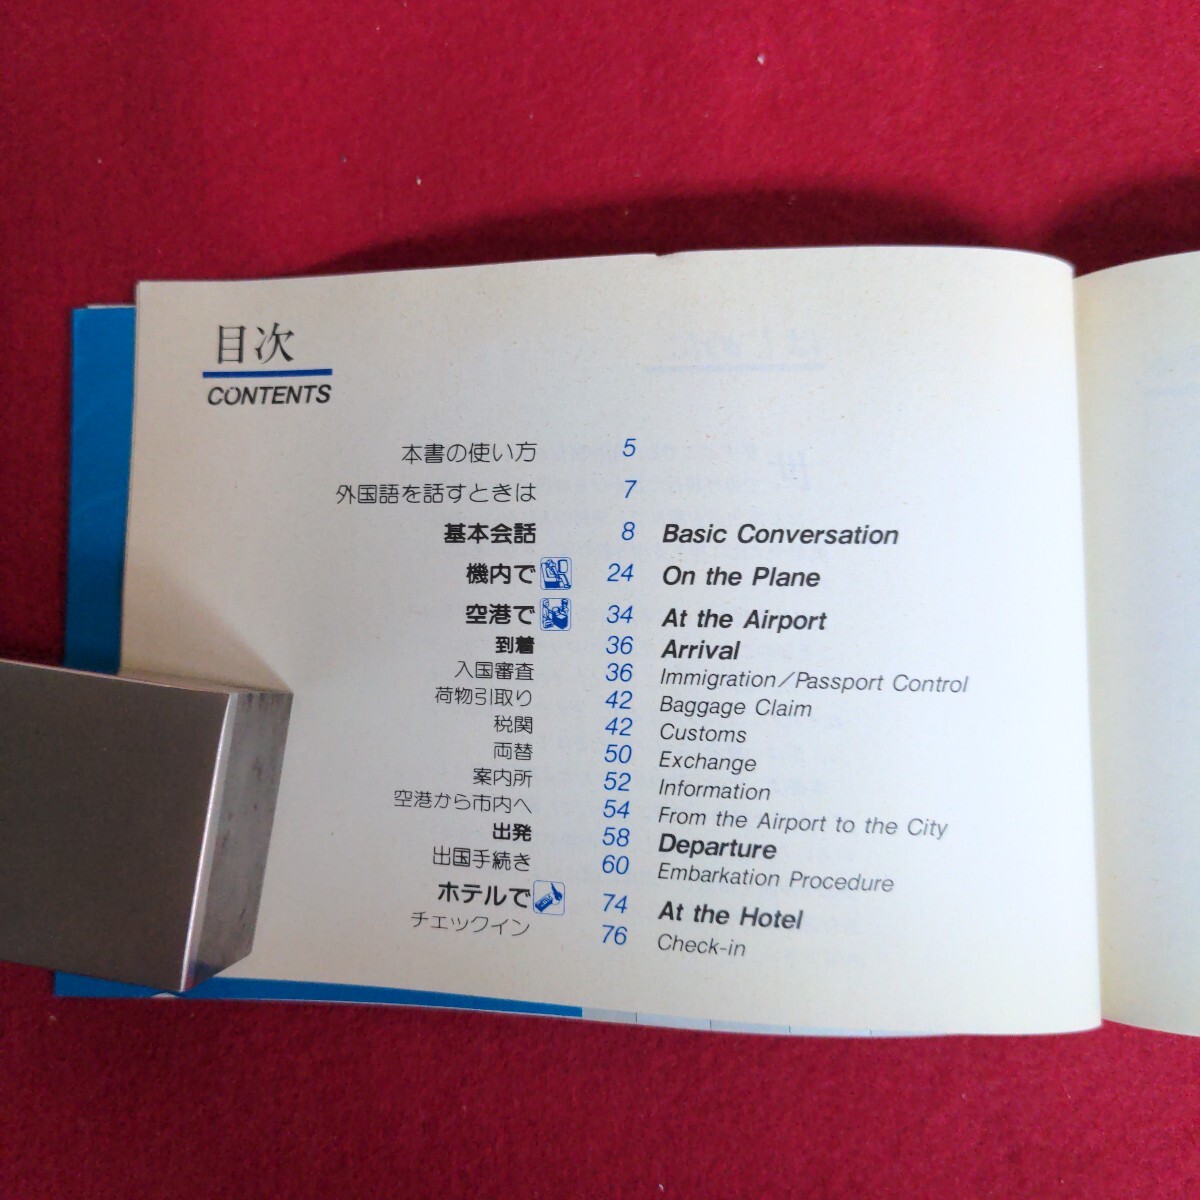 目次
CONTENTS
本書の使い方 5
外国語を話すときは 7
基本会話 8 Basic Conversation
機内で 24 On the Plane
空港で 34 At the Airport
到着 36 Arrival
入国審査 36 Immigration/Passport Control
荷物引取り 42 Baggage Claim
税関 42 Customs
両替 50 Exchange
案内所 52 Information
空港から市内へ 54 From the Airport to the City
出発 58 Departure
出国手続き 60 Embarkation Procedure
ホテルで 74 At the Hotel
チェックイン 76 Check-in